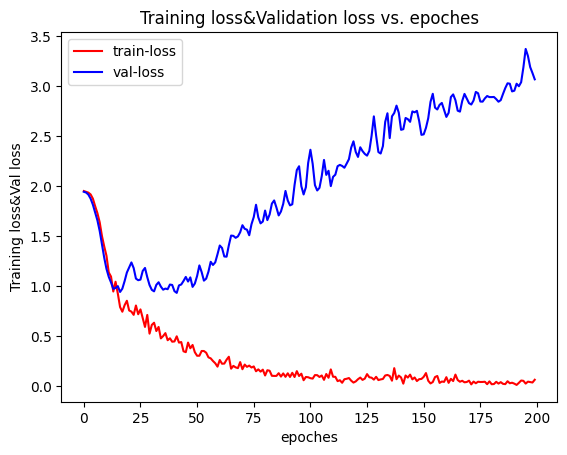 Training loss&Validation loss vs. epoches
train-loss
val-loss
Training loss&Val loss
3.5
3.0
2.5
2.0
1.5
1.0
0.5
0.0
0 25 50 75 100 125 150 175 200
epoches